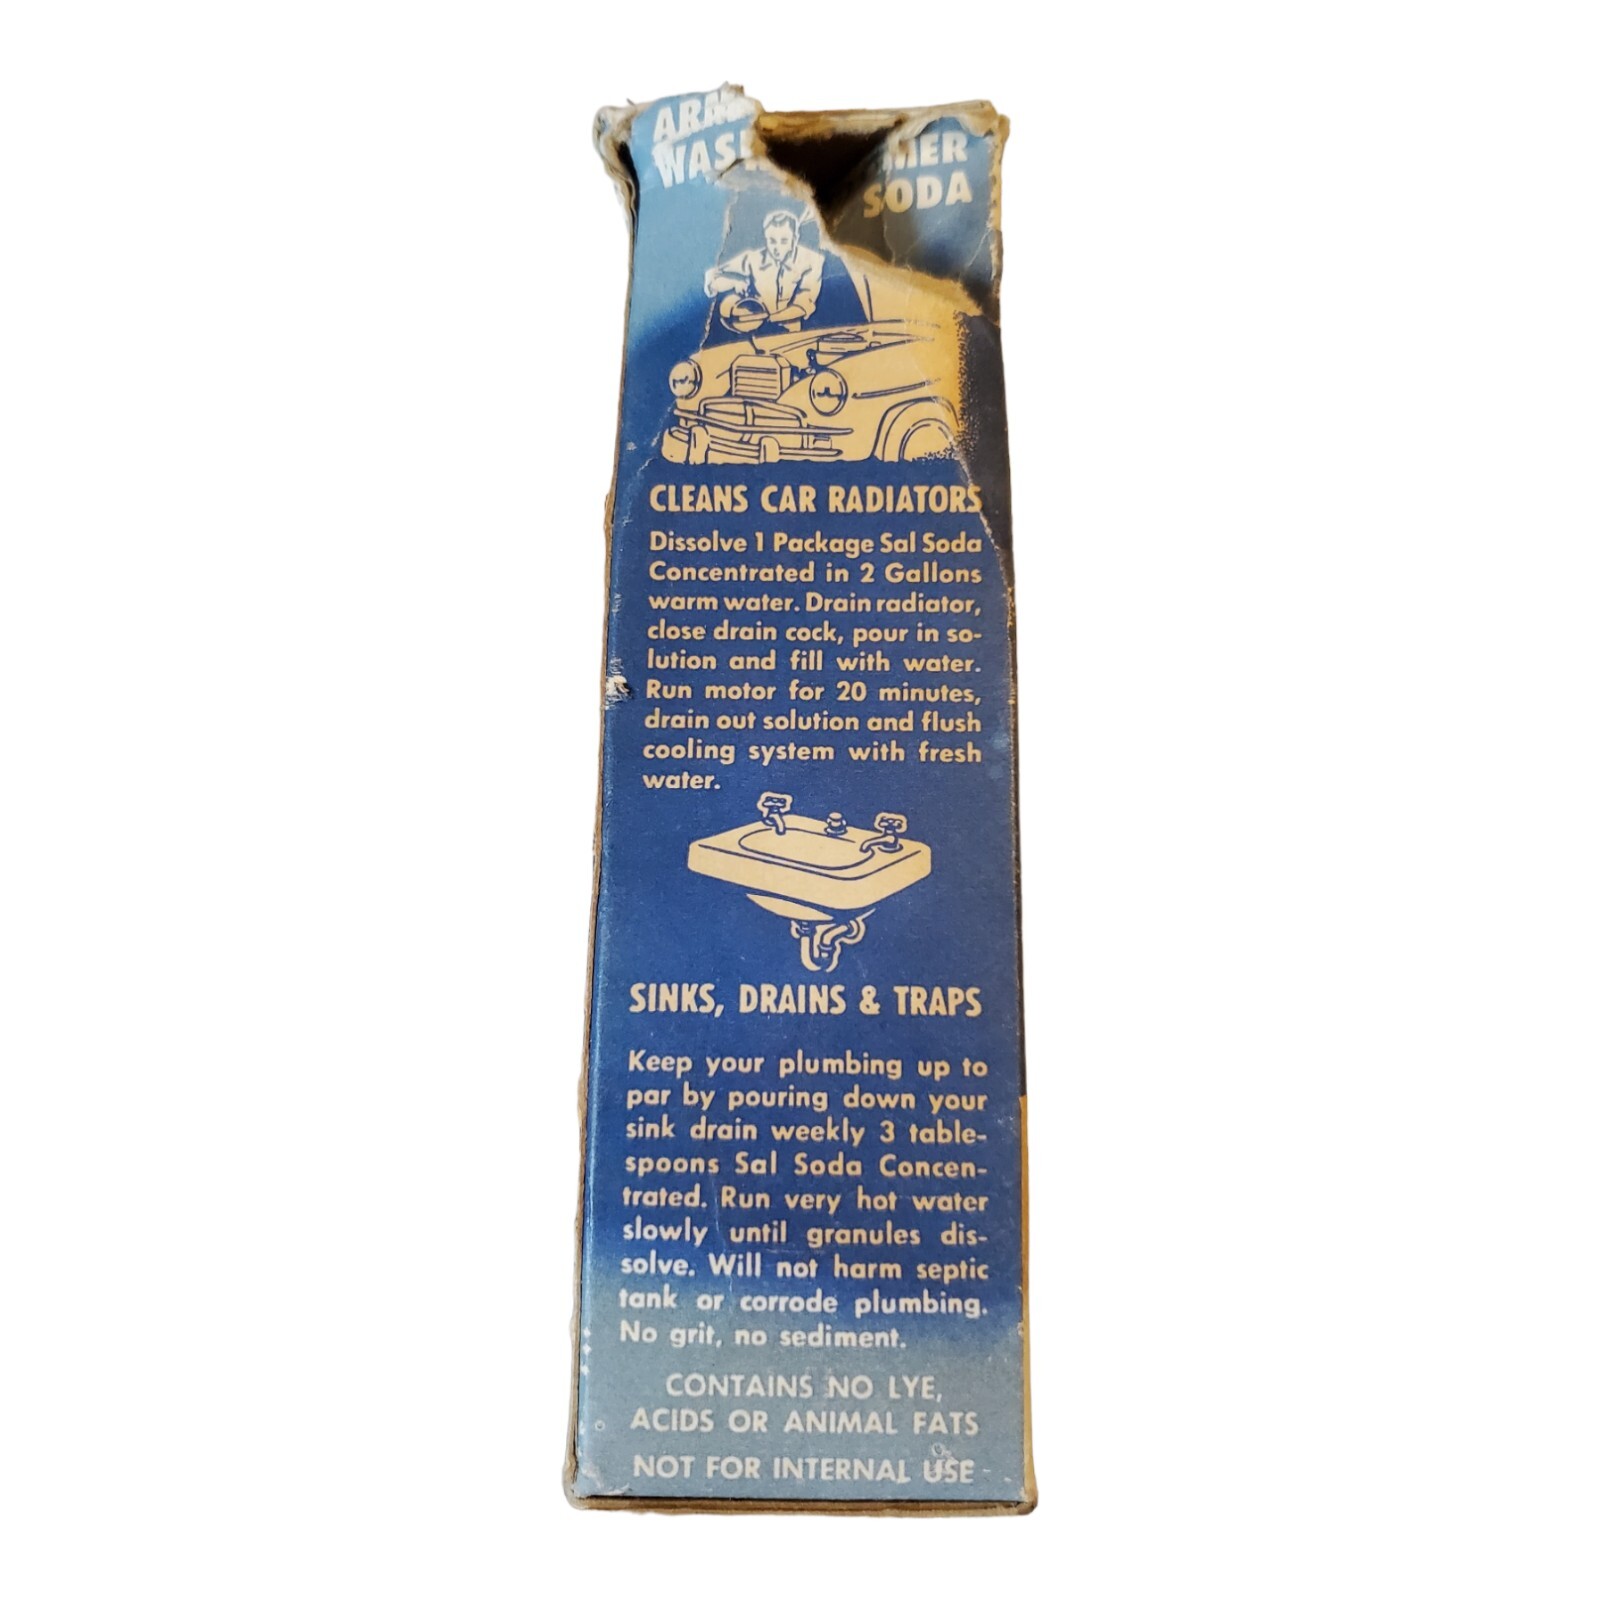 SODA
CLEANS CAR RADIATORS
Dissolve 1 Package Sal Soda
Concentrated in 2 Gallons
warm water. Drain radiator,
close drain cock, pour in so-
lution and fill with water.
Run motor for 20 minutes,
drain out solution and flush
cooling system with fresh
water.
SINKS, DRAINS & TRAPS
Keep your plumbing up to
par by pouring down your
sink drain weekly 3 table-
spoons Sal Soda Concen-
trated. Run very hot water
slowly until granules dis-
solve. Will not harm septic
tank or corrode plumbing.
No grit, no sediment.
CONTAINS NO LYE,
ACIDS OR ANIMAL FATS
NOT FOR INTERNAL USE